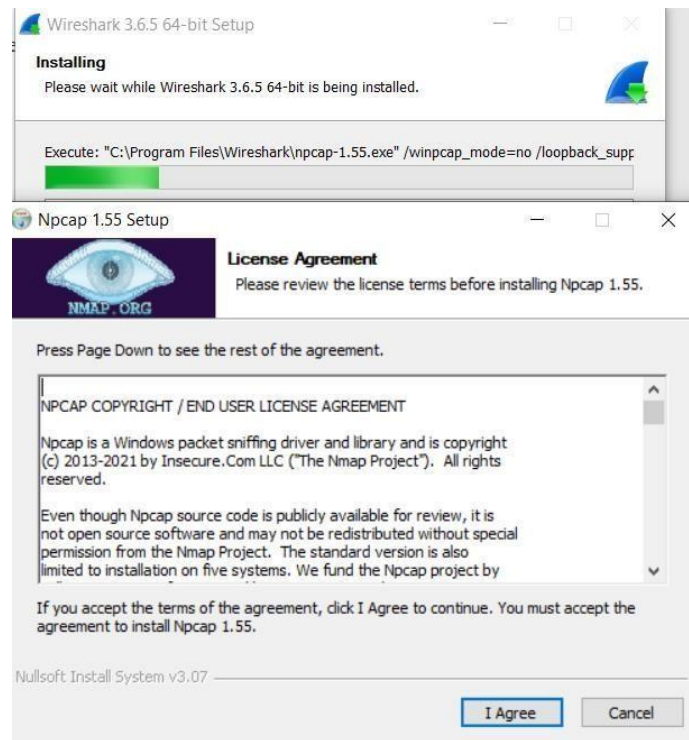 Wireshark 3.6.5 64-bit Setup
Installing
Please wait while Wireshark 3.6.5 64-bit is being installed.
Execute: "C:\Program Files\Wireshark\npcap-1.55.exe" /winpcap_mode=no /loopback_supp
Npcap 1.55 Setup
NMAP.ORG
License Agreement
Please review the license terms before installing Npcap 1.55.
Press Page Down to see the rest of the agreement.
NPCAP COPYRIGHT / END USER LICENSE AGREEMENT
Npcap is a Windows packet sniffing driver and library and is copyright
(c) 2013-2021 by Insecure.Com LLC ("The Nmap Project"). All rights
reserved.
Even though Npcap source code is publicly available for review, it is
not open source software and may not be redistributed without special
permission from the Nmap Project. The standard version is also
limited to installation on five systems. We fund the Npcap project by
If you accept the terms of the agreement, click I Agree to continue. You must accept the
agreement to install Npcap 1.55.
Nullsoft Install System v3.07
I Agree
Cancel